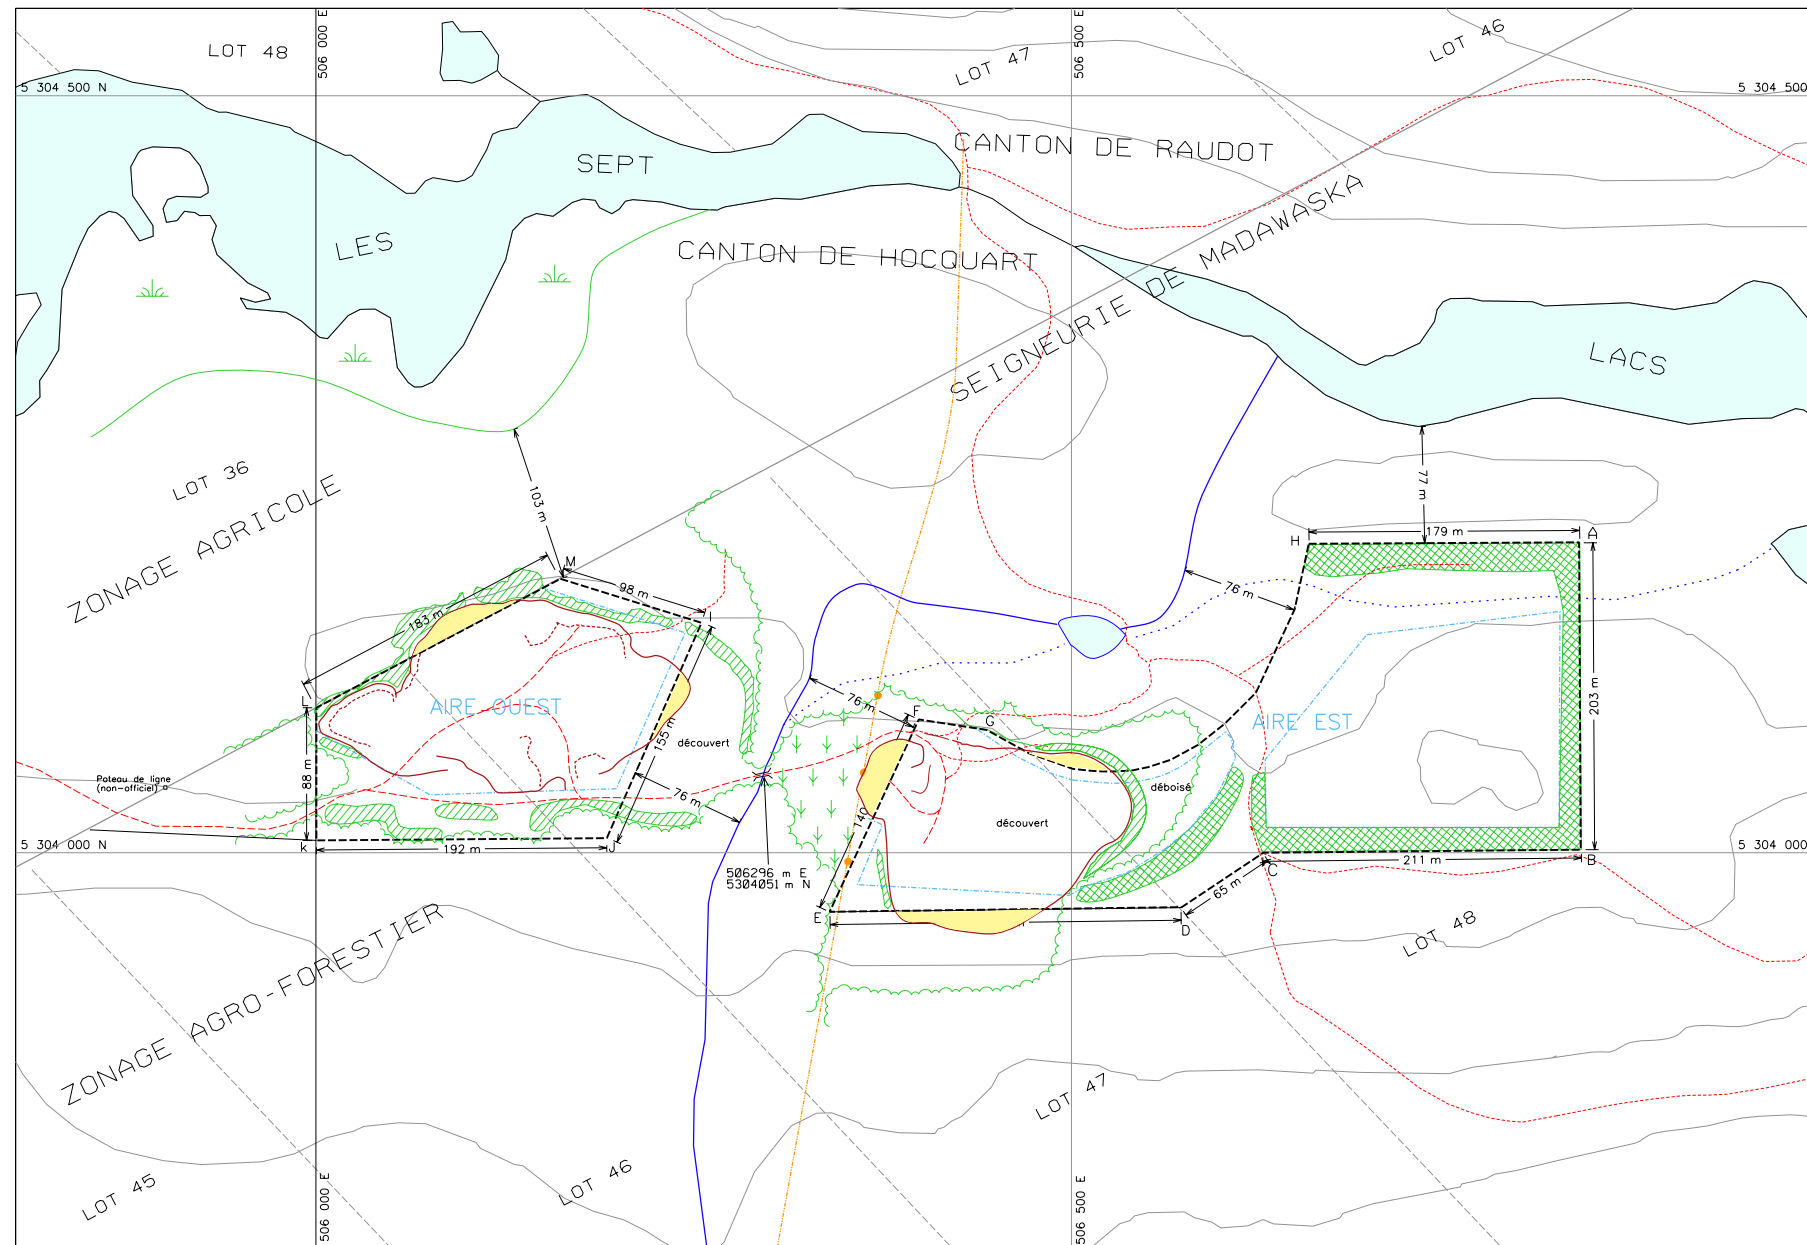 LOT 48
506 000 E
LOT 47
506 500 E
LOT 46
5 304 500 N
5 304 500
CANTON DE RAUDOT
SEPT
LES
CANTON DE HOCQUART
SEIGNEURIE DE MADAWASKA
LACS
LOT 36
ZONAGE AGRICOLE
103 m
77 m
179 m
H
A
M
98 m
I
183 m
76 m
L
AIRE OUEST
76 m
F
G
AIRE EST
203 m
155 m
découvert
88 m
Poteau de ligne
(non-officiel)
76 m
déboisé
140
découvert
5 304 000 N
5 304 000
K
192 m
J
506296 m E
5304051 m N
211 m
B
C
65 m
E
D
LOT 48
ZONAGE AGRO-FORESTIER
LOT 47
LOT 45
LOT 46
506 000 E
506 500 E